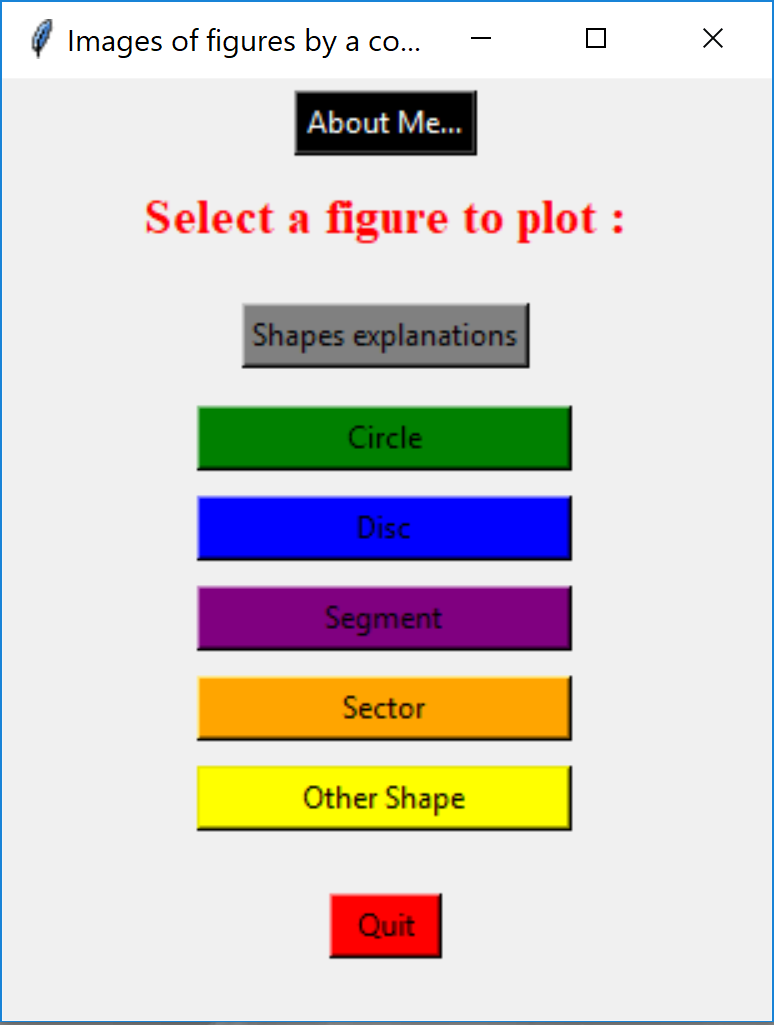 Images of figures by a co...
About Me...
Select a figure to plot :
Shapes explanations
Circle
Disc
Segment
Sector
Other Shape
Quit